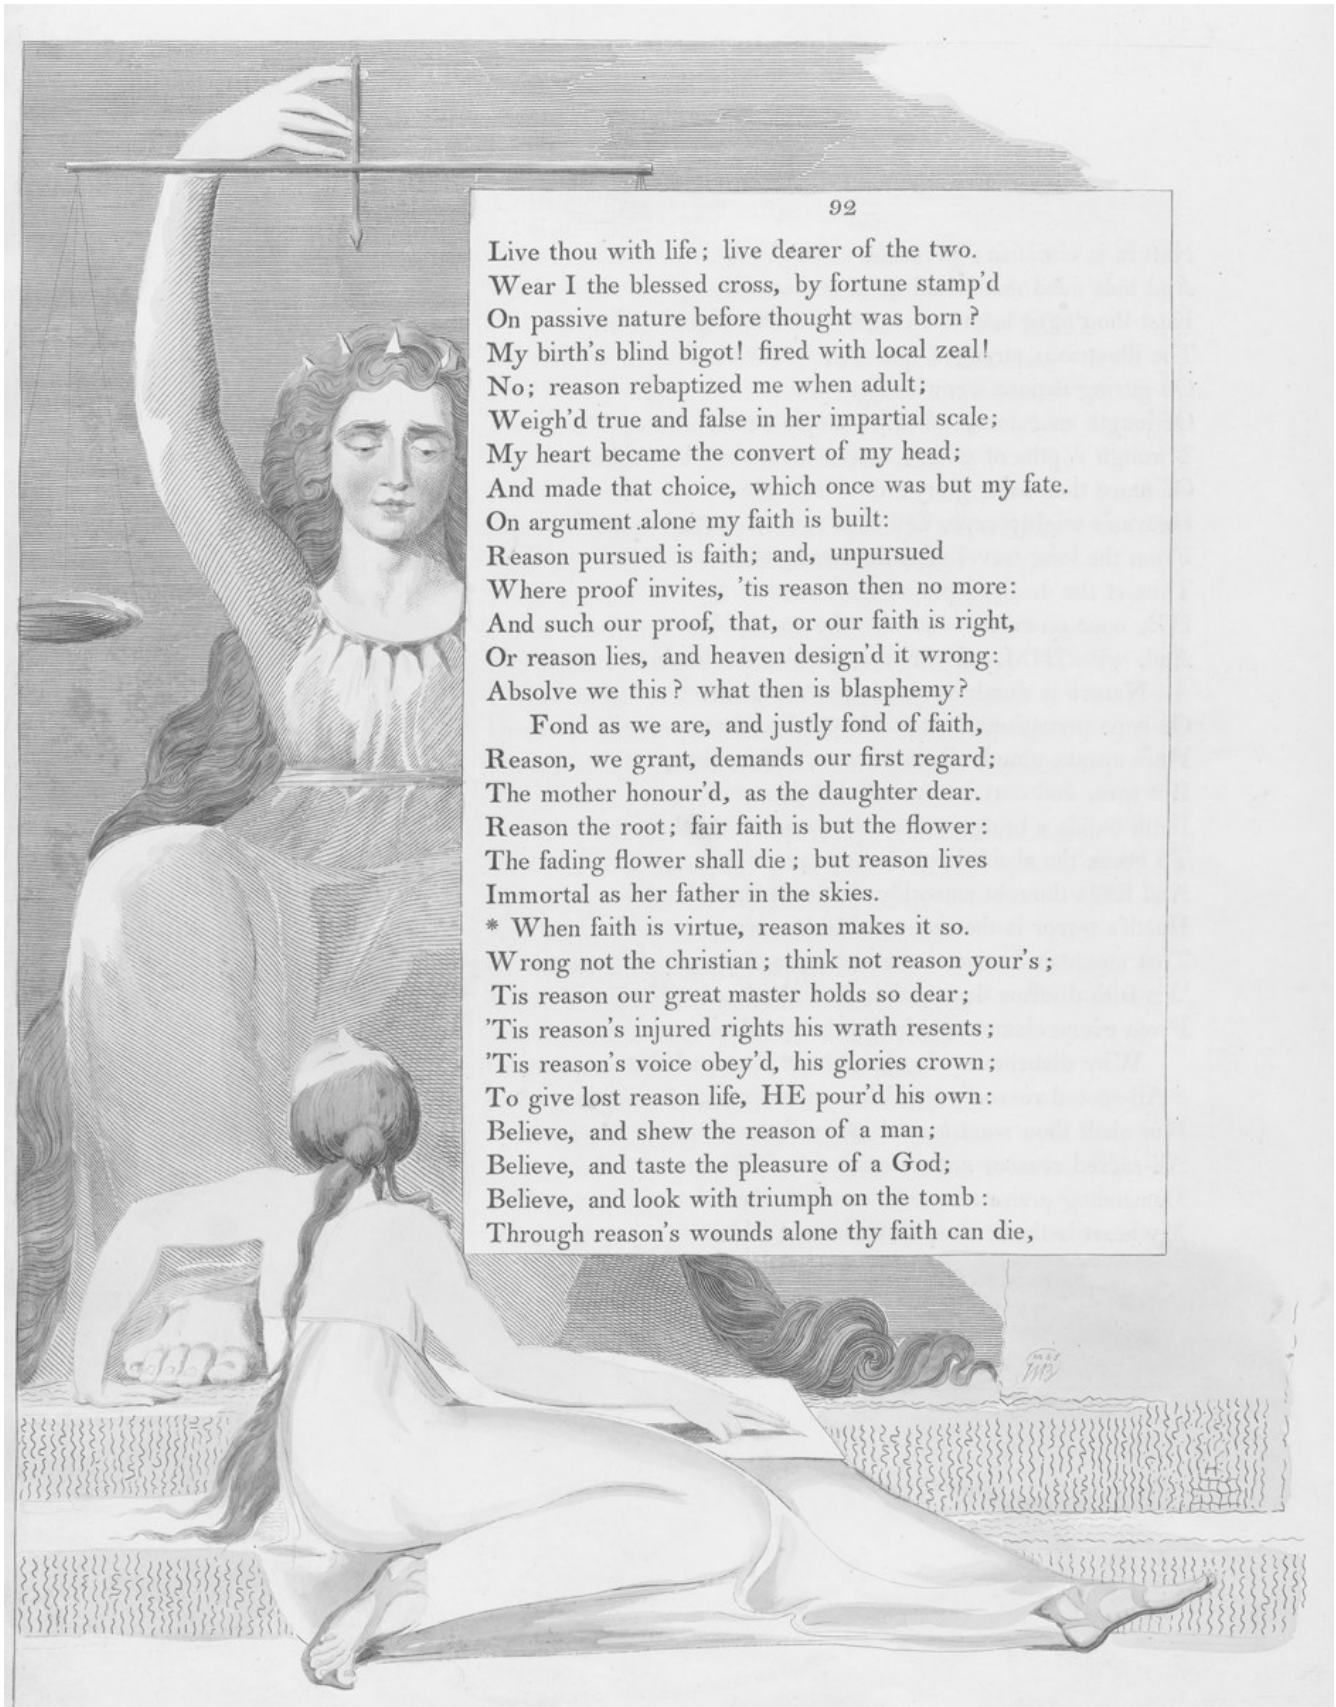 92
Live thou with life; live dearer of the two.
Wear I the blessed cross, by fortune stamp'd
On passive nature before thought was born?
My birth's blind bigot! fired with local zeal!
No; reason rebaptized me when adult;
Weigh'd true and false in her impartial scale;
My heart became the convert of my head;
And made that choice, which once was but my fate.
On argument alone my faith is built:
Reason pursued is faith; and, unpursued
Where proof invites, 'tis reason then no more:
And such our proof, that, or our faith is right,
Or reason lies, and heaven design'd it wrong:
Absolve we this? what then is blasphemy?
Fond as we are, and justly fond of faith,
Reason, we grant, demands our first regard;
The mother honour'd, as the daughter dear.
Reason the root; fair faith is but the flower:
The fading flower shall die; but reason lives
Immortal as her father in the skies.
* When faith is virtue, reason makes it so.
Wrong not the christian; think not reason your's;
Tis reason our great master holds so dear;
'Tis reason's injured rights his wrath resents;
'Tis reason's voice obey'd, his glories crown;
To give lost reason life, HE pour'd his own:
Believe, and shew the reason of a man;
Believe, and taste the pleasure of a God;
Believe, and look with triumph on the tomb:
Through reason's wounds alone thy faith can die,
WB